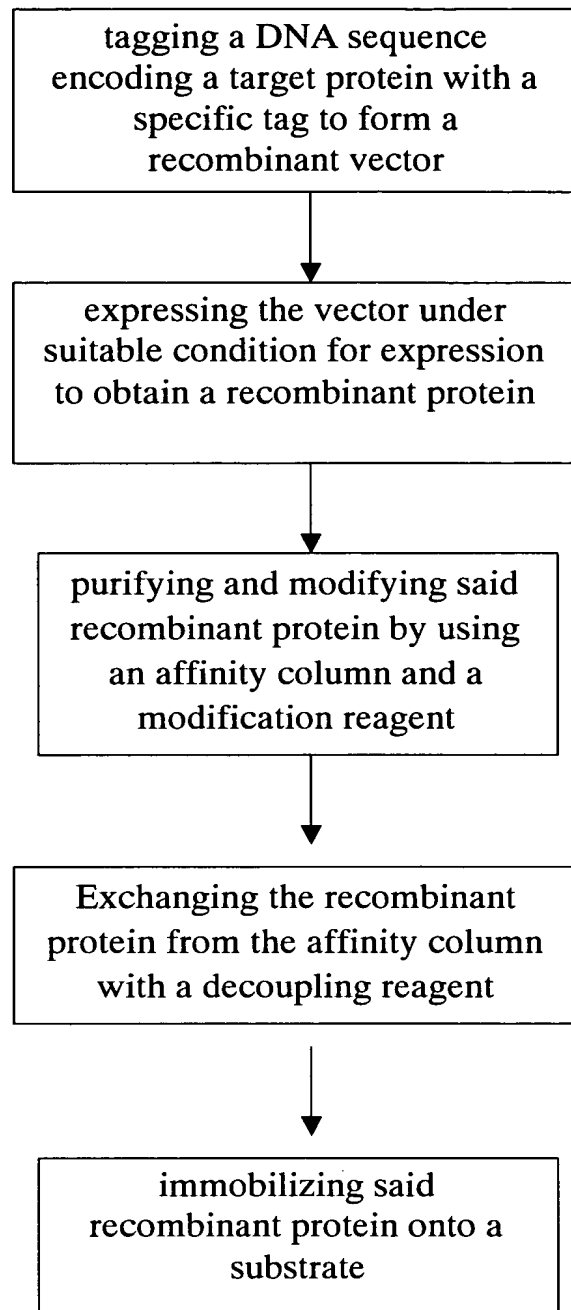 tagging a DNA sequence
encoding a target protein with a
specific tag to form a
recombinant vector
expressing the vector under
suitable condition for expression
to obtain a recombinant protein
purifying and modifying said
recombinant protein by using
an affinity column and a
modification reagent
Exchanging the recombinant
protein from the affinity column
with a decoupling reagent
immobilizing said
recombinant protein onto a
substrate